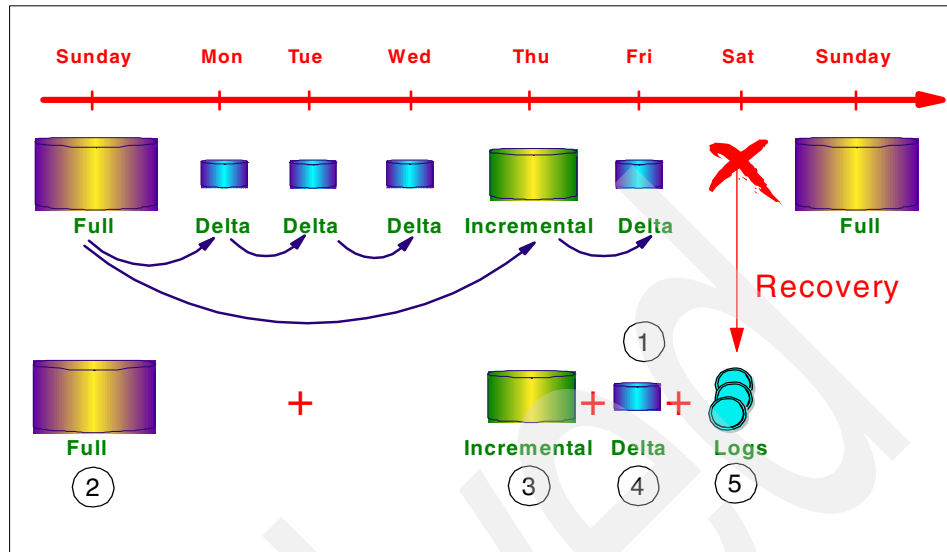 Sunday Mon Tue Wed Thu Fri Sat Sunday
Full Delta Delta Delta Incremental Delta Full
Recovery
1
+ + +
Full Incremental Delta Logs
2 3 4 5